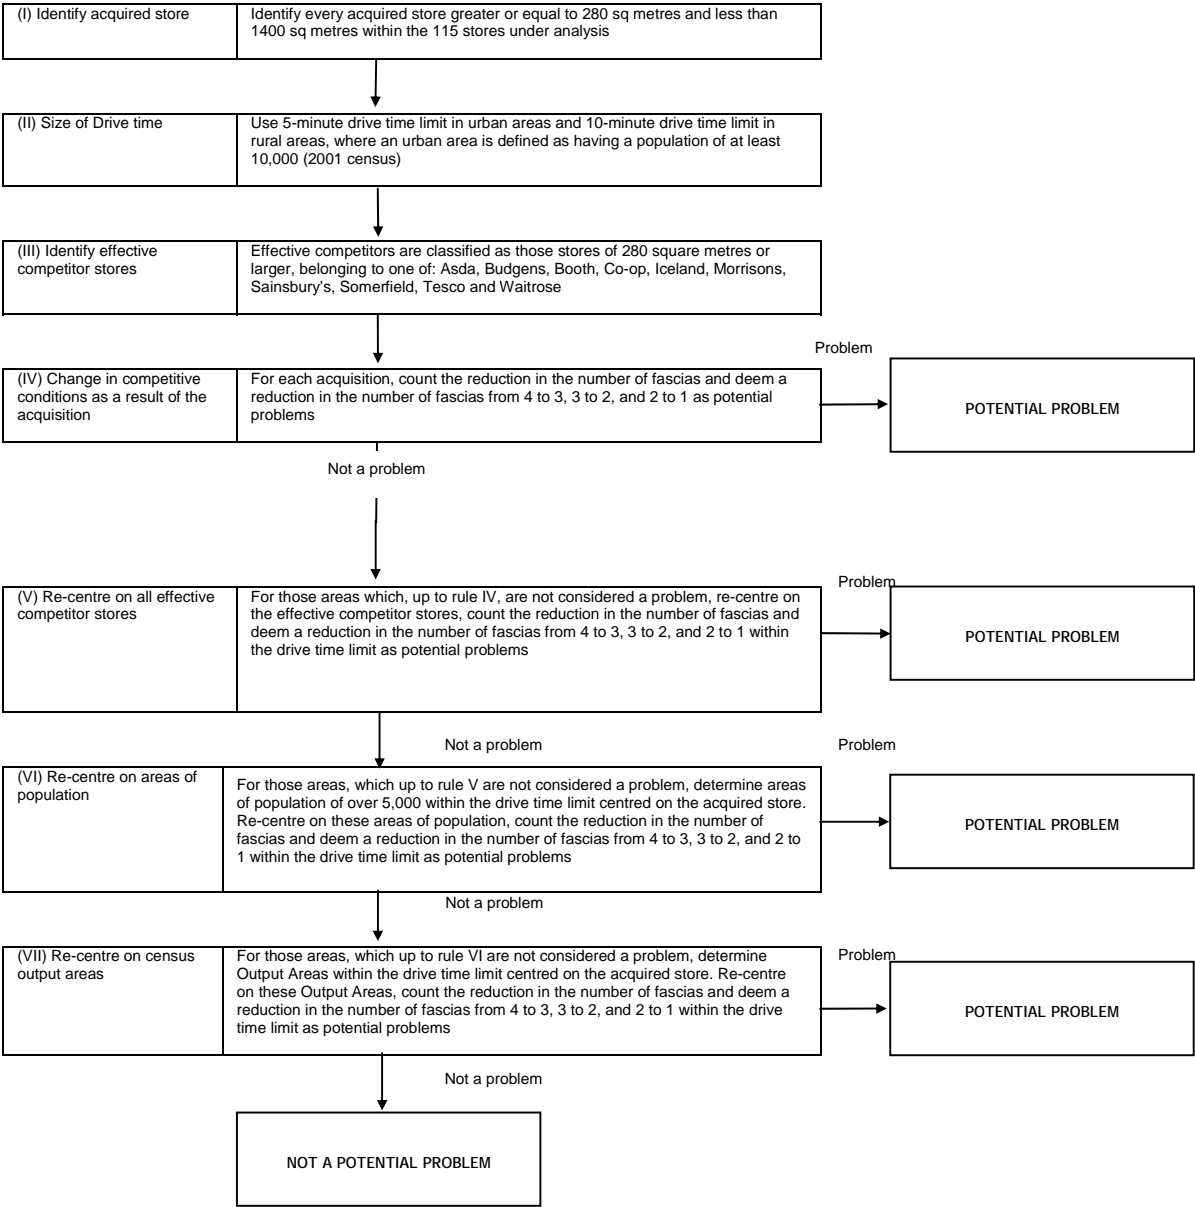 (I) Identify acquired store
Identify every acquired store greater or equal to 280 sq metres and less than
1400 sq metres within the 115 stores under analysis
(II) Size of Drive time
Use 5-minute drive time limit in urban areas and 10-minute drive time limit in
rural areas, where an urban area is defined as having a population of at least
10,000 (2001 census)
(III) Identify effective
competitor stores
Effective competitors are classified as those stores of 280 square metres or
larger, belonging to one of: Asda, Budgens, Booth, Co-op, Iceland, Morrisons,
Sainsbury's, Somerfield, Tesco and Waitrose
Problem
(IV) Change in competitive
conditions as a result of the
acquisition
For each acquisition, count the reduction in the number of fascias and deem a
reduction in the number of fascias from 4 to 3, 3 to 2, and 2 to 1 as potential
problems
POTENTIAL PROBLEM
Not a problem
Problem
(V) Re-centre on all effective
competitor stores
For those areas which, up to rule IV, are not considered a problem, re-centre on
the effective competitor stores, count the reduction in the number of fascias and
deem a reduction in the number of fascias from 4 to 3, 3 to 2, and 2 to 1 within
the drive time limit as potential problems
POTENTIAL PROBLEM
Not a problem
Problem
(VI) Re-centre on areas of
population
For those areas, which up to rule V are not considered a problem, determine areas
of population of over 5,000 within the drive time limit centred on the acquired store.
Re-centre on these areas of population, count the reduction in the number of
fascias and deem a reduction in the number of fascias from 4 to 3, 3 to 2, and 2 to
1 within the drive time limit as potential problems
POTENTIAL PROBLEM
Not a problem
Problem
(VII) Re-centre on census
output areas
For those areas, which up to rule VI are not considered a problem, determine
Output Areas within the drive time limit centred on the acquired store. Re-centre
on these Output Areas, count the reduction in the number of fascias and deem a
reduction in the number of fascias from 4 to 3, 3 to 2, and 2 to 1 within the drive
time limit as potential problems
POTENTIAL PROBLEM
Not a problem
NOT A POTENTIAL PROBLEM